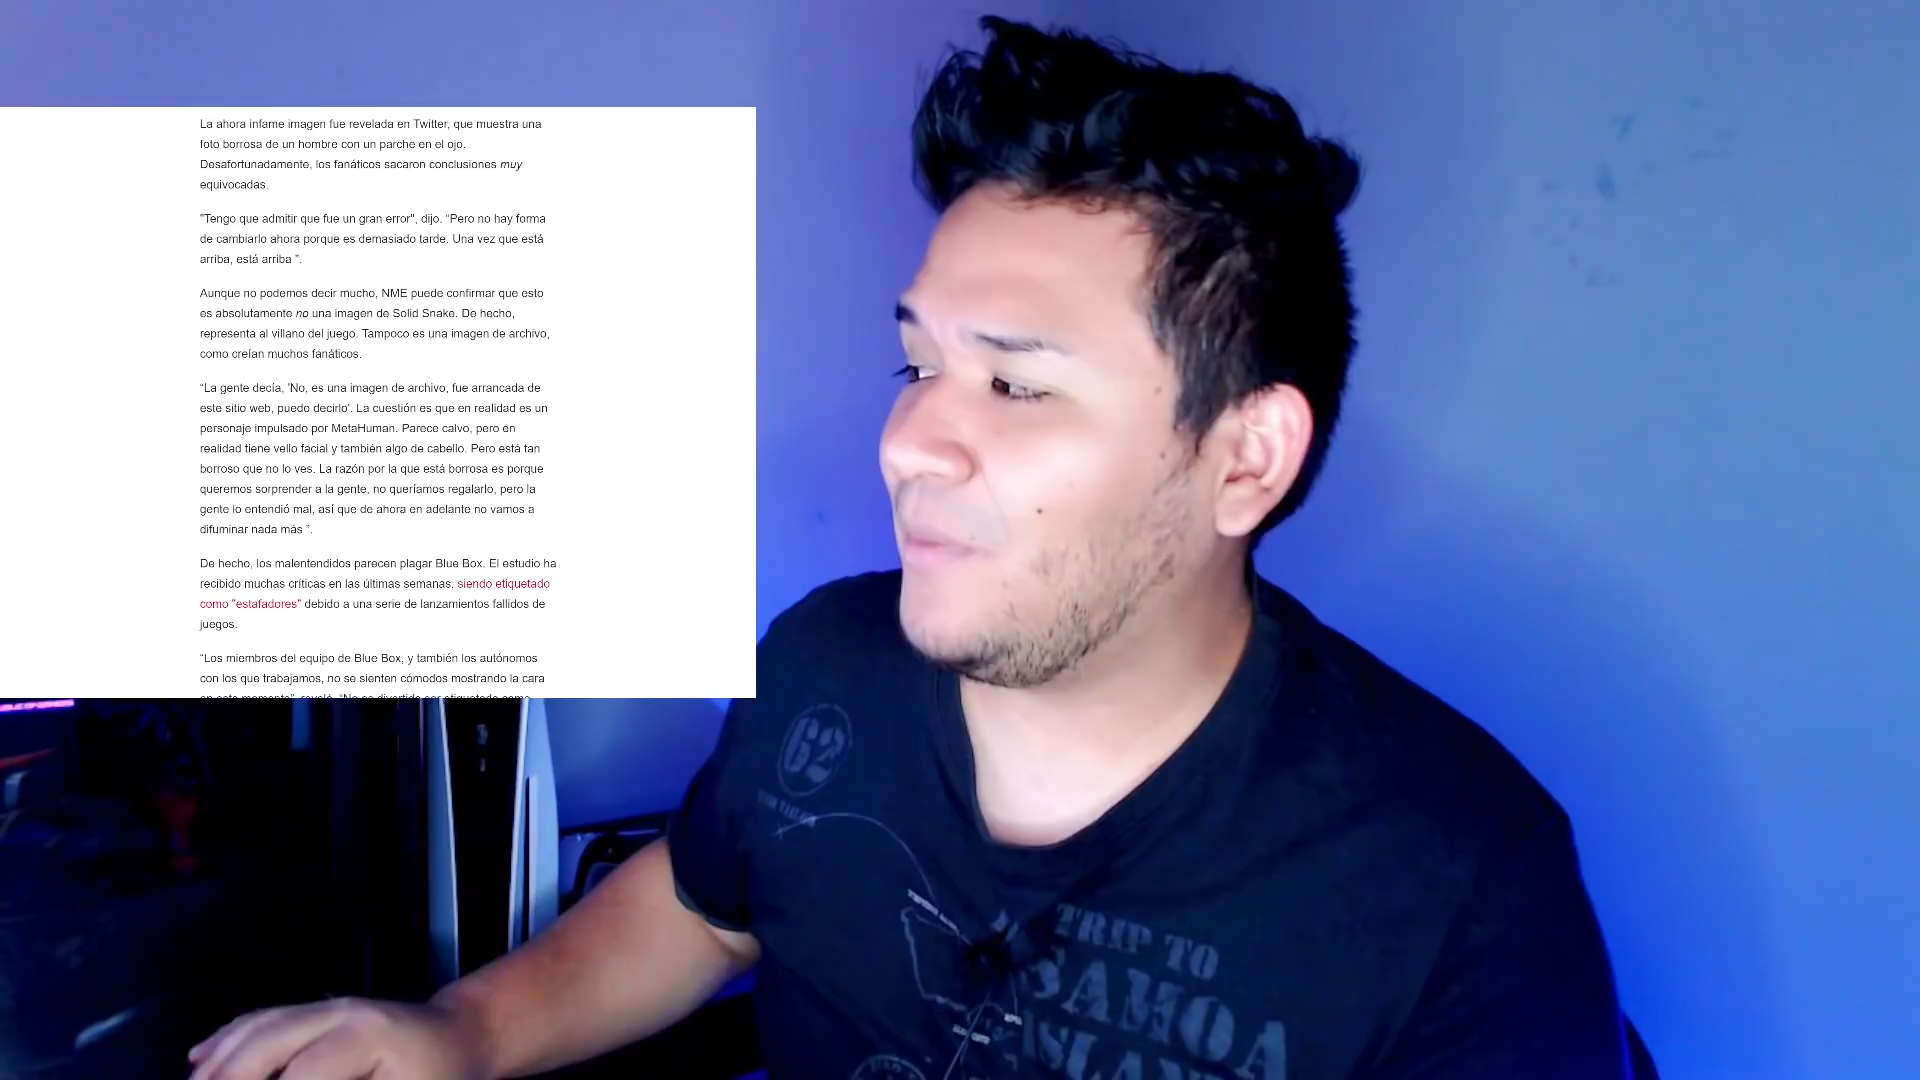 La ahora infame imagen fue revelada en Twitter, que muestra una
foto borrosa de un hombre con un parche en el ojo.
Desafortunadamente, los fanáticos sacaron conclusiones muy
equivocadas.
"Tengo que admitir que fue un gran error", dijo. “Pero no hay forma
de cambiarlo ahora porque es demasiado tarde. Una vez que está
arriba, está arriba ”.
Aunque no podemos decir mucho, NME puede confirmar que esto
es absolutamente no una imagen de Solid Snake. De hecho,
representa al villano del juego. Tampoco es una imagen de archivo,
como creían muchos fanáticos.
“La gente decía, 'No, es una imagen de archivo, fue arrancada de
este sitio web, puedo decirlo'. La cuestión es que en realidad es un
personaje impulsado por MetaHuman. Parece calvo, pero en
realidad tiene vello facial y también algo de cabello. Pero está tan
borroso que no lo ves. La razón por la que está borrosa es porque
queremos sorprender a la gente, no queríamos regalarlo, pero la
gente lo entendió mal, así que de ahora en adelante no vamos a
difuminar nada más ”.
De hecho, los malentendidos parecen plagar Blue Box. El estudio ha
recibido muchas críticas en las últimas semanas, siendo etiquetado
como "estafadores" debido a una serie de lanzamientos fallidos de
juegos.
“Los miembros del equipo de Blue Box, y también los autónomos
con los que trabajamos, no se sienten cómodos mostrando la cara
en este momento”, reveló. “No es divertido ser etiquetado como
62
TRIP TO
SAMOA